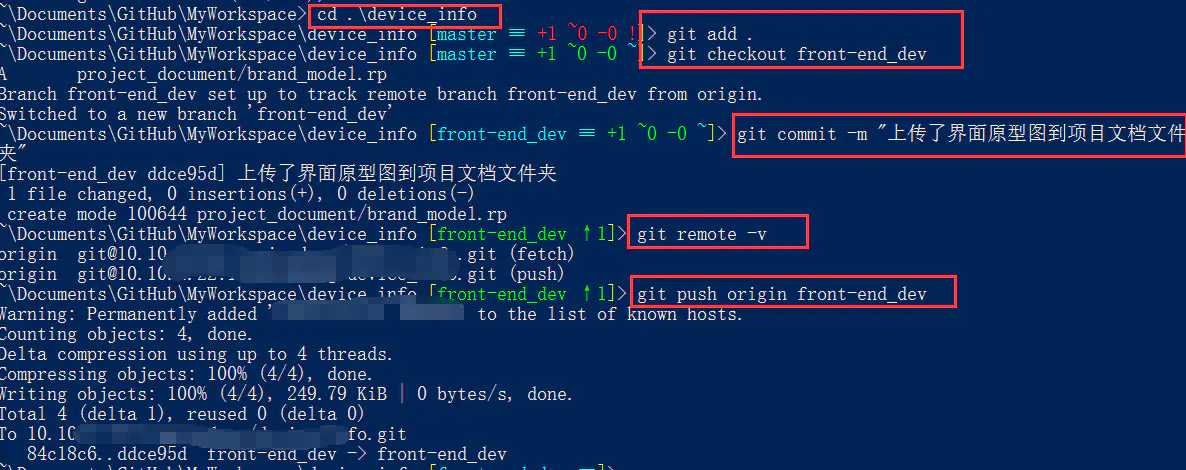 ~\Documents\GitHub\MyWorkspace> cd .\device_info
~\Documents\GitHub\MyWorkspace\device_info [master ≡ +1 ~0 -0 !]> git add .
~\Documents\GitHub\MyWorkspace\device_info [master ≡ +1 ~0 -0 ~]> git checkout front-end_dev
A       project_document/brand_model.rp
Branch front-end_dev set up to track remote branch front-end_dev from origin.
Switched to a new branch 'front-end_dev'
~\Documents\GitHub\MyWorkspace\device_info [front-end_dev ≡ +1 ~0 -0 ~]> git commit -m "上传了界面原型图到项目文档文件
夹"
[front-end_dev ddce95d] 上传了界面原型图到项目文档文件夹
1 file changed, 0 insertions(+), 0 deletions(-)
create mode 100644 project_document/brand_model.rp
~\Documents\GitHub\MyWorkspace\device_info [front-end_dev ↑1]> git remote -v
origin  git@10.10 .git (fetch)
origin  git@10.10 .git (push)
~\Documents\GitHub\MyWorkspace\device_info [front-end_dev ↑1]> git push origin front-end_dev
Warning: Permanently added ' to the list of known hosts.
Counting objects: 4, done.
Delta compression using up to 4 threads.
Compressing objects: 100% (4/4), done.
Writing objects: 100% (4/4), 249.79 KiB | 0 bytes/s, done.
Total 4 (delta 1), reused 0 (delta 0)
To 10.10 fo.git
84c18c6..ddce95d  front-end_dev -> front-end_dev
~\Documents\GitHub\MyWorkspace\device_info [front-end_dev ≡]>